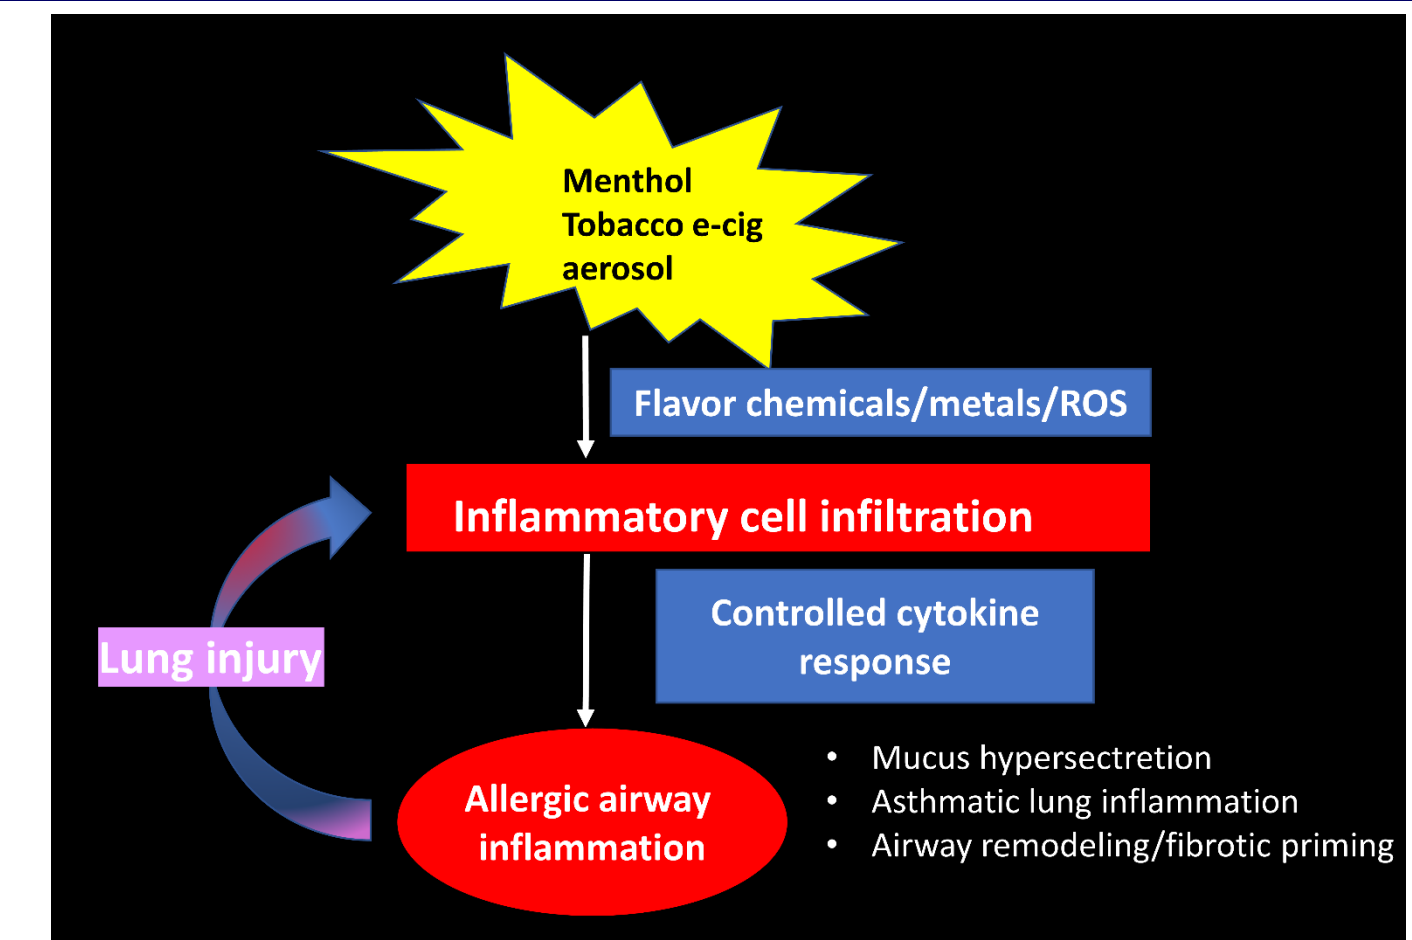 Menthol
Tobacco e-cig
aerosol
Flavor chemicals/metals/ROS
Inflammatory cell infiltration
Controlled cytokine
response
Lung injury
Allergic airway
inflammation
• Mucus hypersectretion
• Asthmatic lung inflammation
• Airway remodeling/fibrotic priming